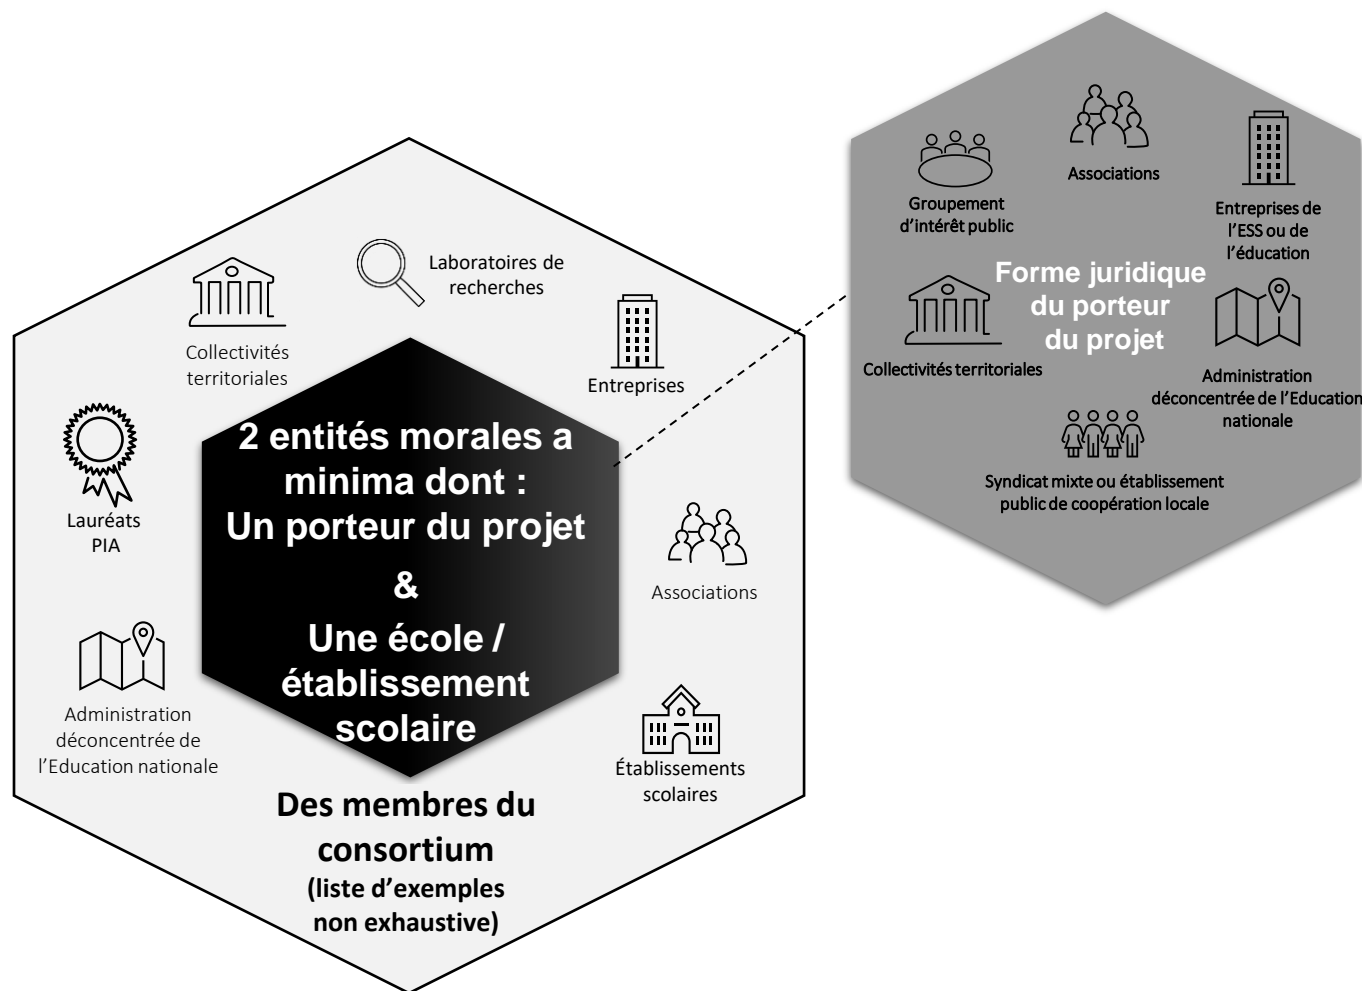 Laboratoires de
recherches
Collectivités
territoriales
Entreprises
Lauréats
PIA
Associations
Administration
déconcentrée de
l'Education nationale
Établissements
scolaires
2 entités morales a
minima dont :
Un porteur du projet
&
Une école /
établissement
scolaire
Des membres du
consortium
(liste d'exemples
non exhaustive)
Associations
Groupement
d'intérêt public
Entreprises de
l'ESS ou de
l'éducation
Forme juridique
du porteur
du projet
Collectivités territoriales
Administration
déconcentrée de l'Education
nationale
Syndicat mixte ou établissement
public de coopération locale